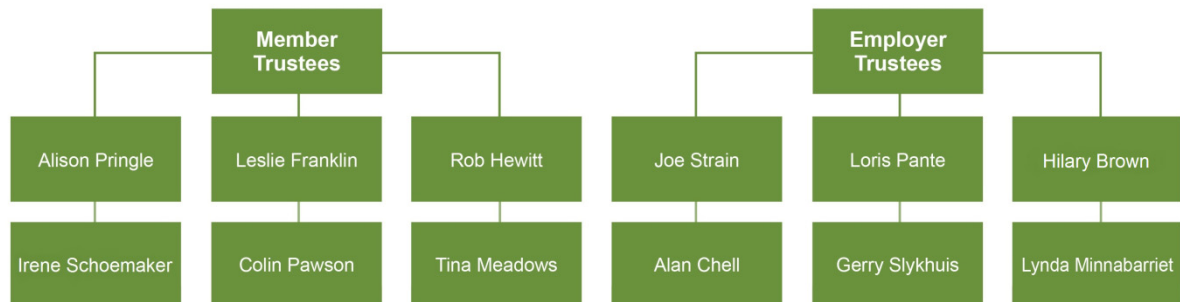 Member
Trustees
Employer
Trustees
Alison Pringle
Leslie Franklin
Rob Hewitt
Joe Strain
Loris Pante
Hilary Brown
Irene Schoemaker
Colin Pawson
Tina Meadows
Alan Chell
Gerry Slykhuis
Lynda Minnabarriet